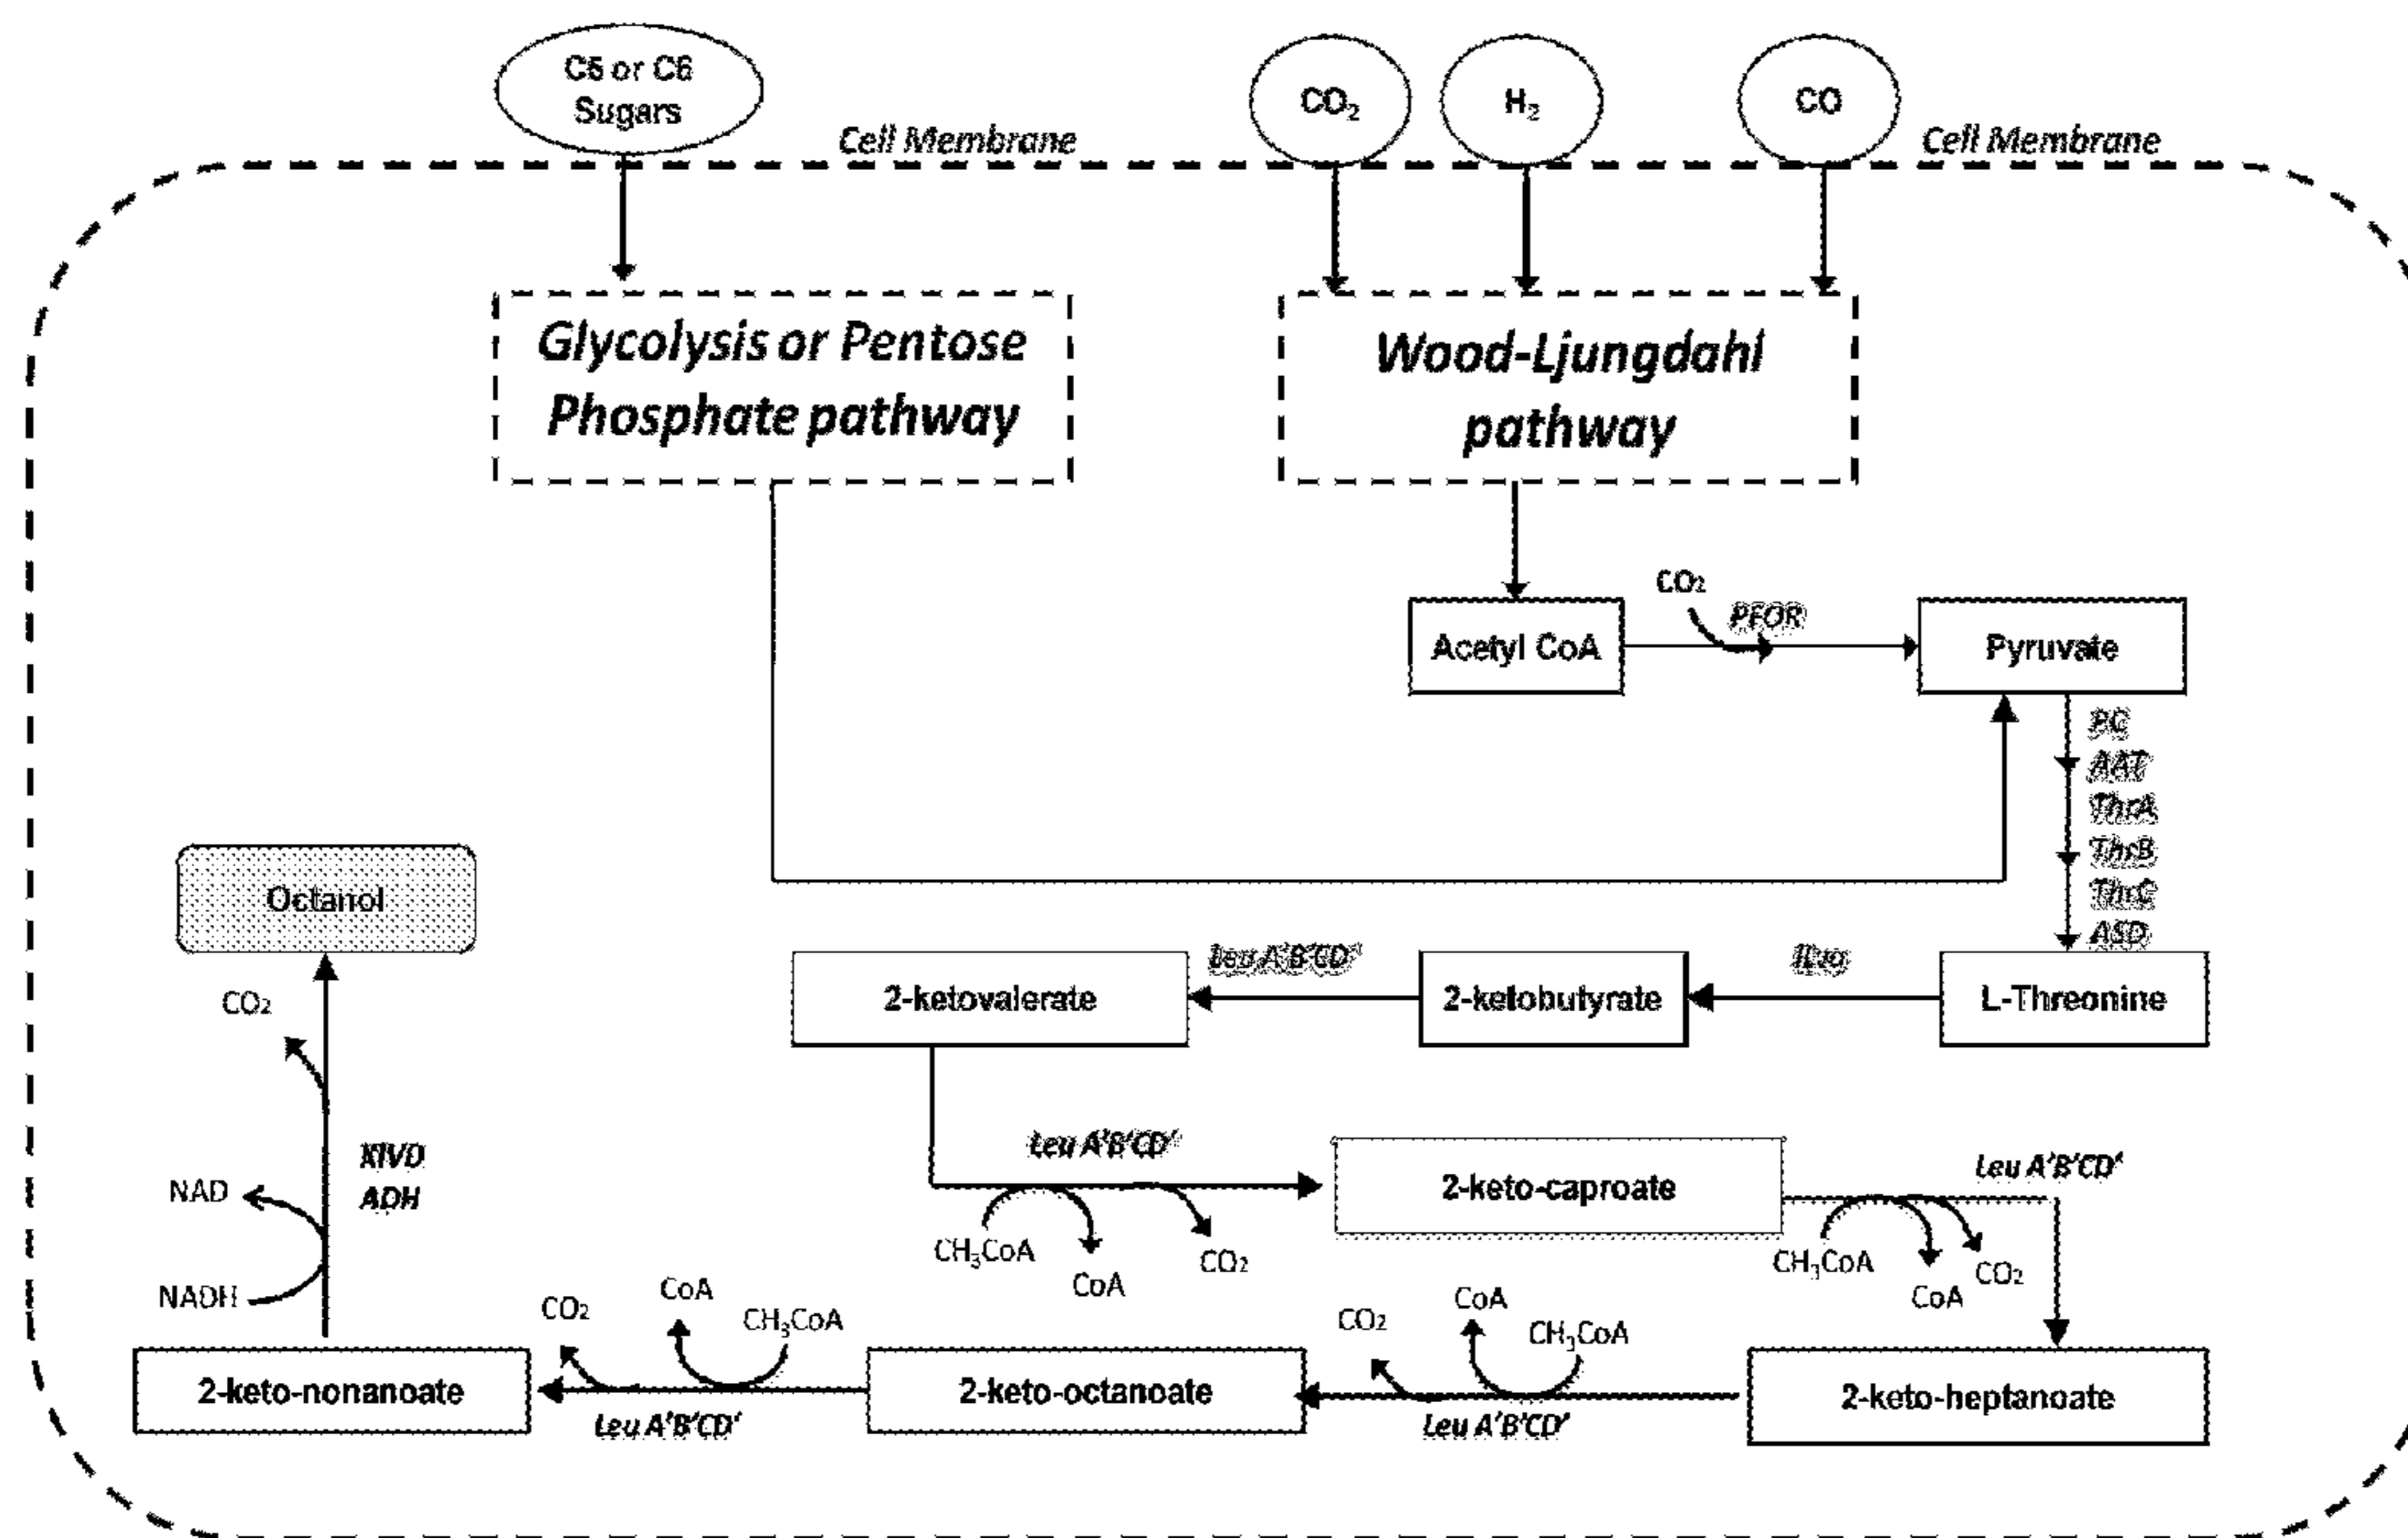 C5 or C6
Sugars
CO₂
H₂
CO
Cell Membrane
Cell Membrane
Glycolysis or Pentose
Phosphate pathway
Wood-Ljungdahl
pathway
CO₂
PFOR
Acetyl CoA
Pyruvate
PC
AAT
ThrA
ThrB
ThrC
ASD
Octanol
CO₂
2-ketovalerate
Leu A'B'CD'
2-ketobutyrate
L-Threonine
KIVD
ADH
NAD
NADH
Leu A'B'CD'
CH₃CoA
CoA
CO₂
2-keto-caproate
Leu A'B'CD'
CH₃CoA
CoA
CO₂
CO₂
CoA
CH₃CoA
CO₂
CoA
CH₃CoA
2-keto-nonanoate
Leu A'B'CD'
2-keto-octanoate
Leu A'B'CD'
2-keto-heptanoate